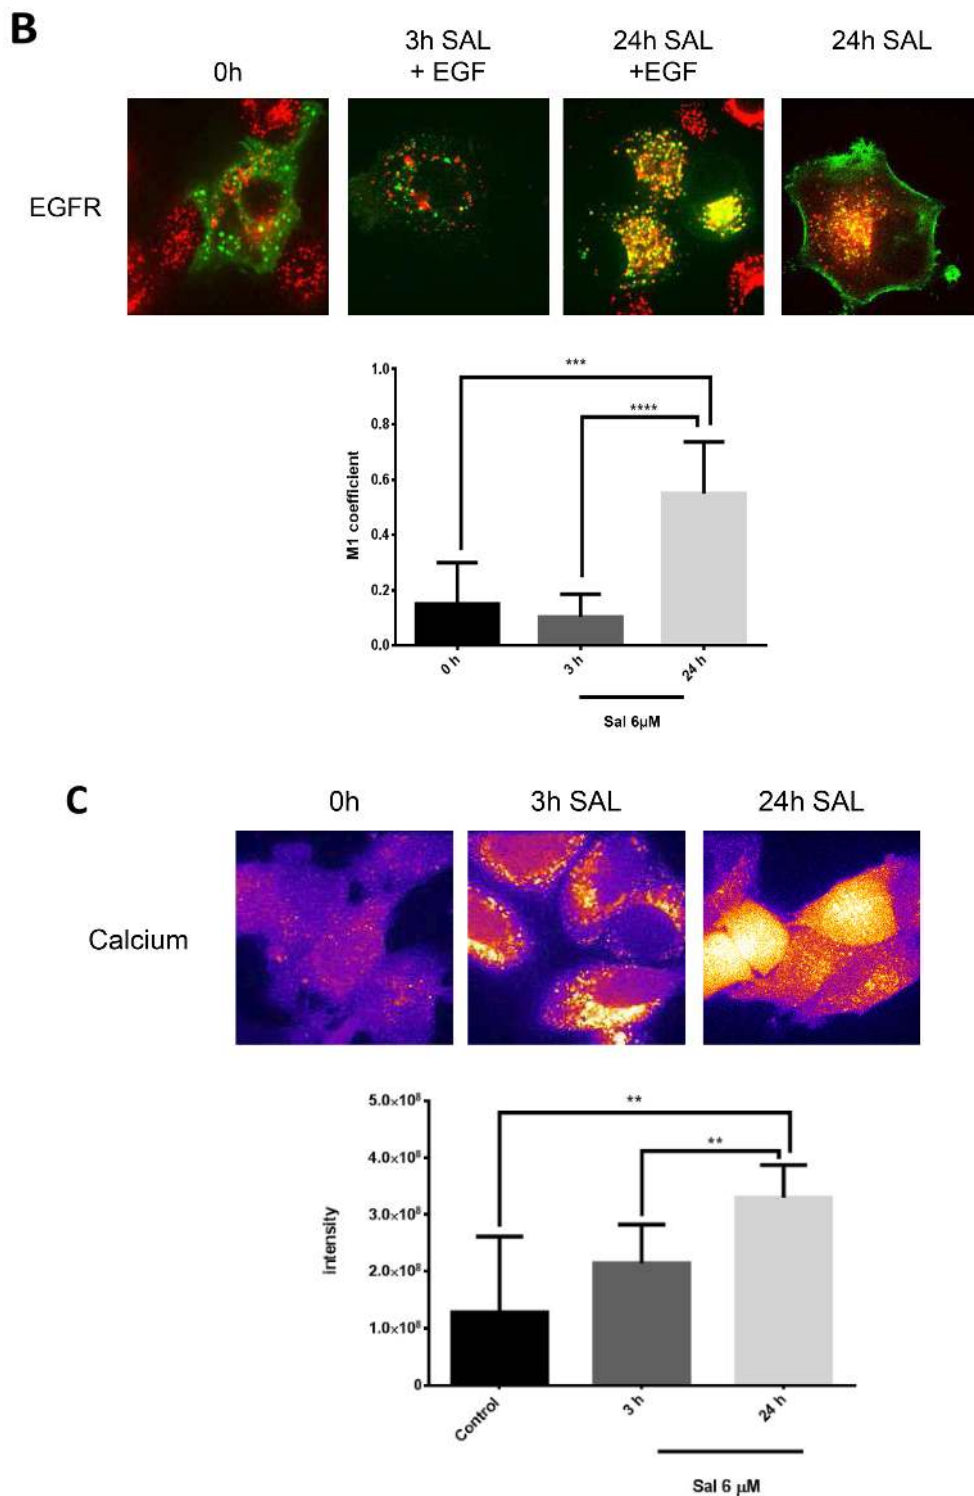 B
0h
3h SAL
+ EGF
24h SAL
+EGF
24h SAL
EGFR
***
****
1.0
0.8
0.6
0.4
0.2
0.0
M1 coefficient
0 h
3 h
24 h
Sal 6µM
C
0h
3h SAL
24h SAL
Calcium
**
**
5.0×10⁸
4.0×10⁸
3.0×10⁸
2.0×10⁸
1.0×10⁸
0
intensity
Control
3 h
24 h
Sal 6 µM